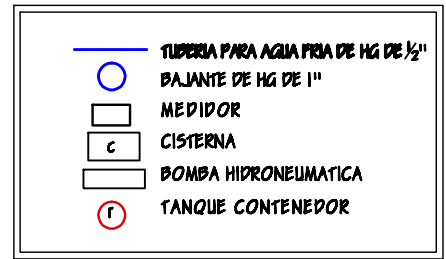 TUBERIA PARA AGUA FRIA DE HG DE ½"
BAJANTE DE HG DE 1"
MEDIDOR
C CISTERNA
BOMBA HIDRONEUMATICA
r TANQUE CONTENEDOR